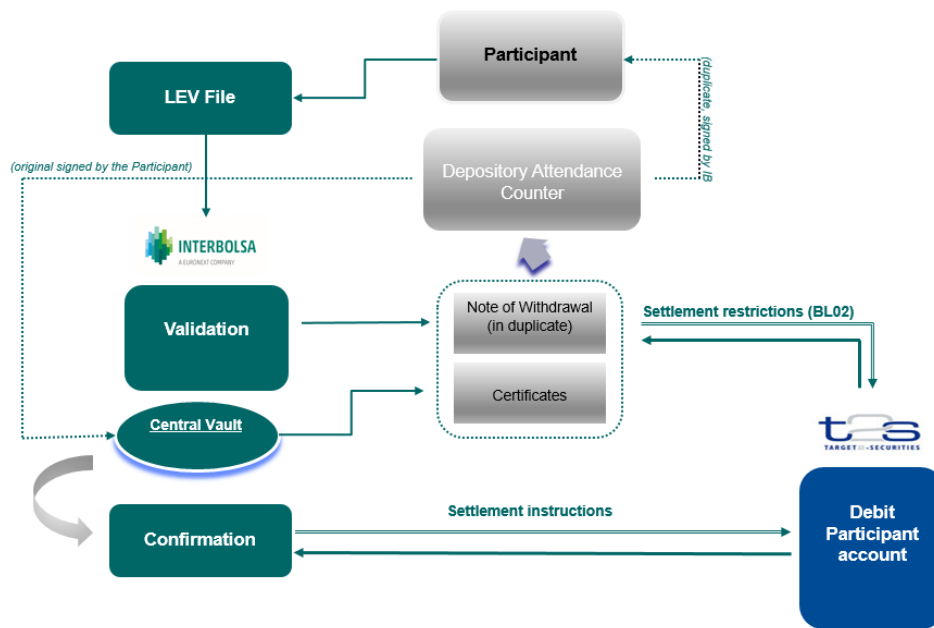 Participant
LEV File
(duplicate, signed by IB
(original signed by the Participant)
Depository Attendance
Counter
INTERBOLSA
A EURONEXT COMPANY
Note of Withdrawal
(in duplicate)
Settlement restrictions (BL02)
Validation
Certificates
Central Vault
t2s
TARGET2-SECURITIES
Settlement instructions
Confirmation
Debit
Participant
account